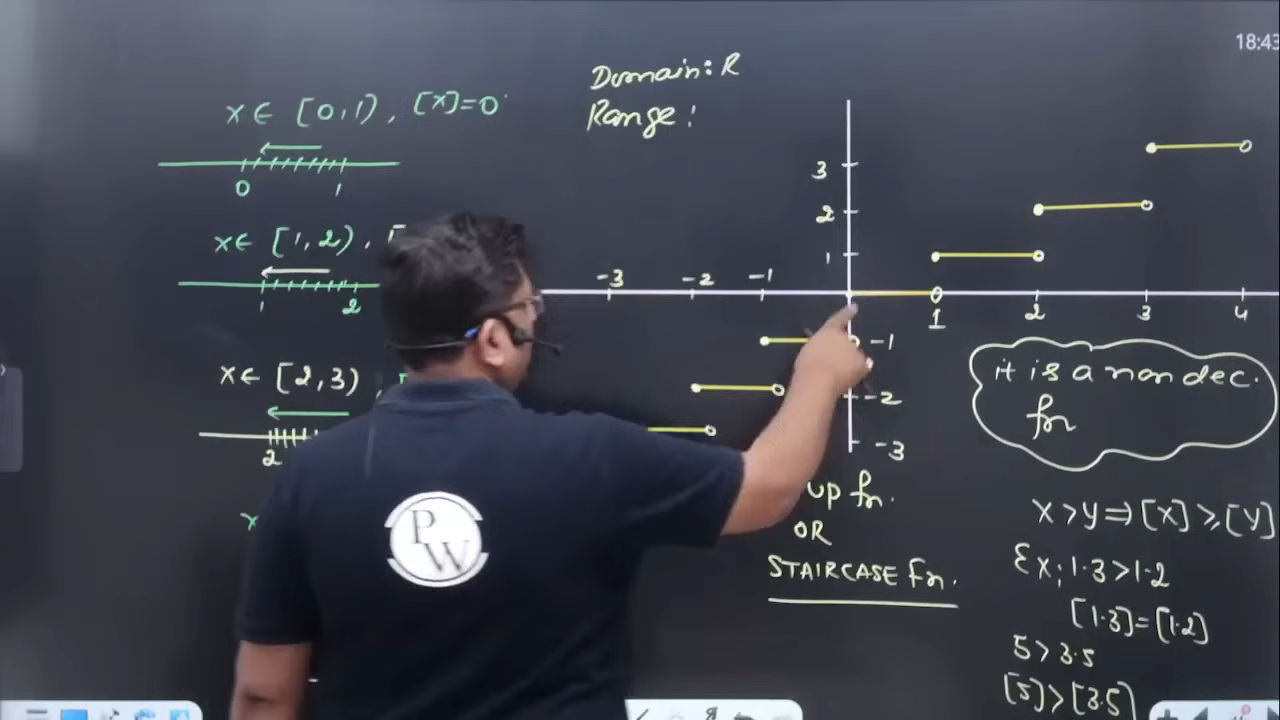 18:43
Domain: R
Range:
x ∈ [0,1), [x]=0
0 1
x∈ [1,2), [
1 2
x∈ [2,3)
2
x
3
2
1
-3 -2 -1
1 2 3 4
-1
-2
-3
it is a non dec.
fn
up fn.
OR
STAIRCASE Fn.
x>y⇒[x]≥[y]
Ex; 1.3>1.2
[1.3]=[1.2]
5>3.5
[5]>[3.5]
PW